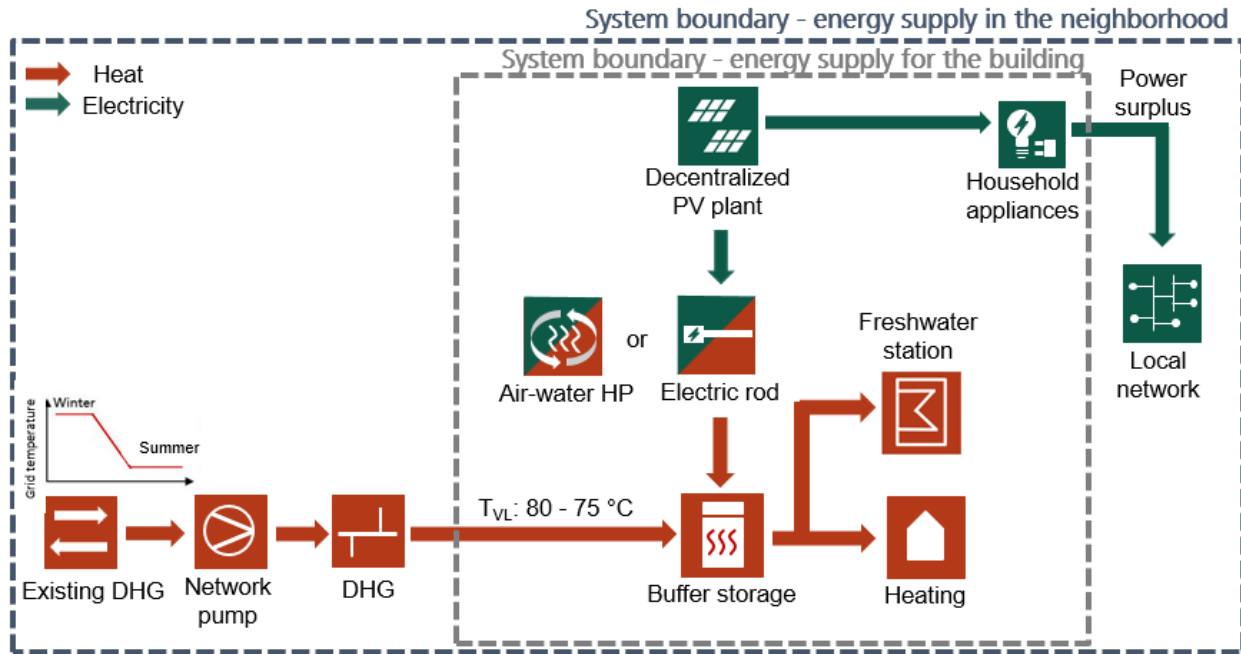 System boundary - energy supply in the neighborhood
System boundary - energy supply for the building
Heat
Electricity
Power
surplus
Decentralized
PV plant
Household
appliances
Local
network
Air-water HP
or
Electric rod
Freshwater
station
Grid temperature
Winter
Summer
T_VL: 80 - 75 °C
Existing DHG
Network
pump
DHG
Buffer storage
Heating